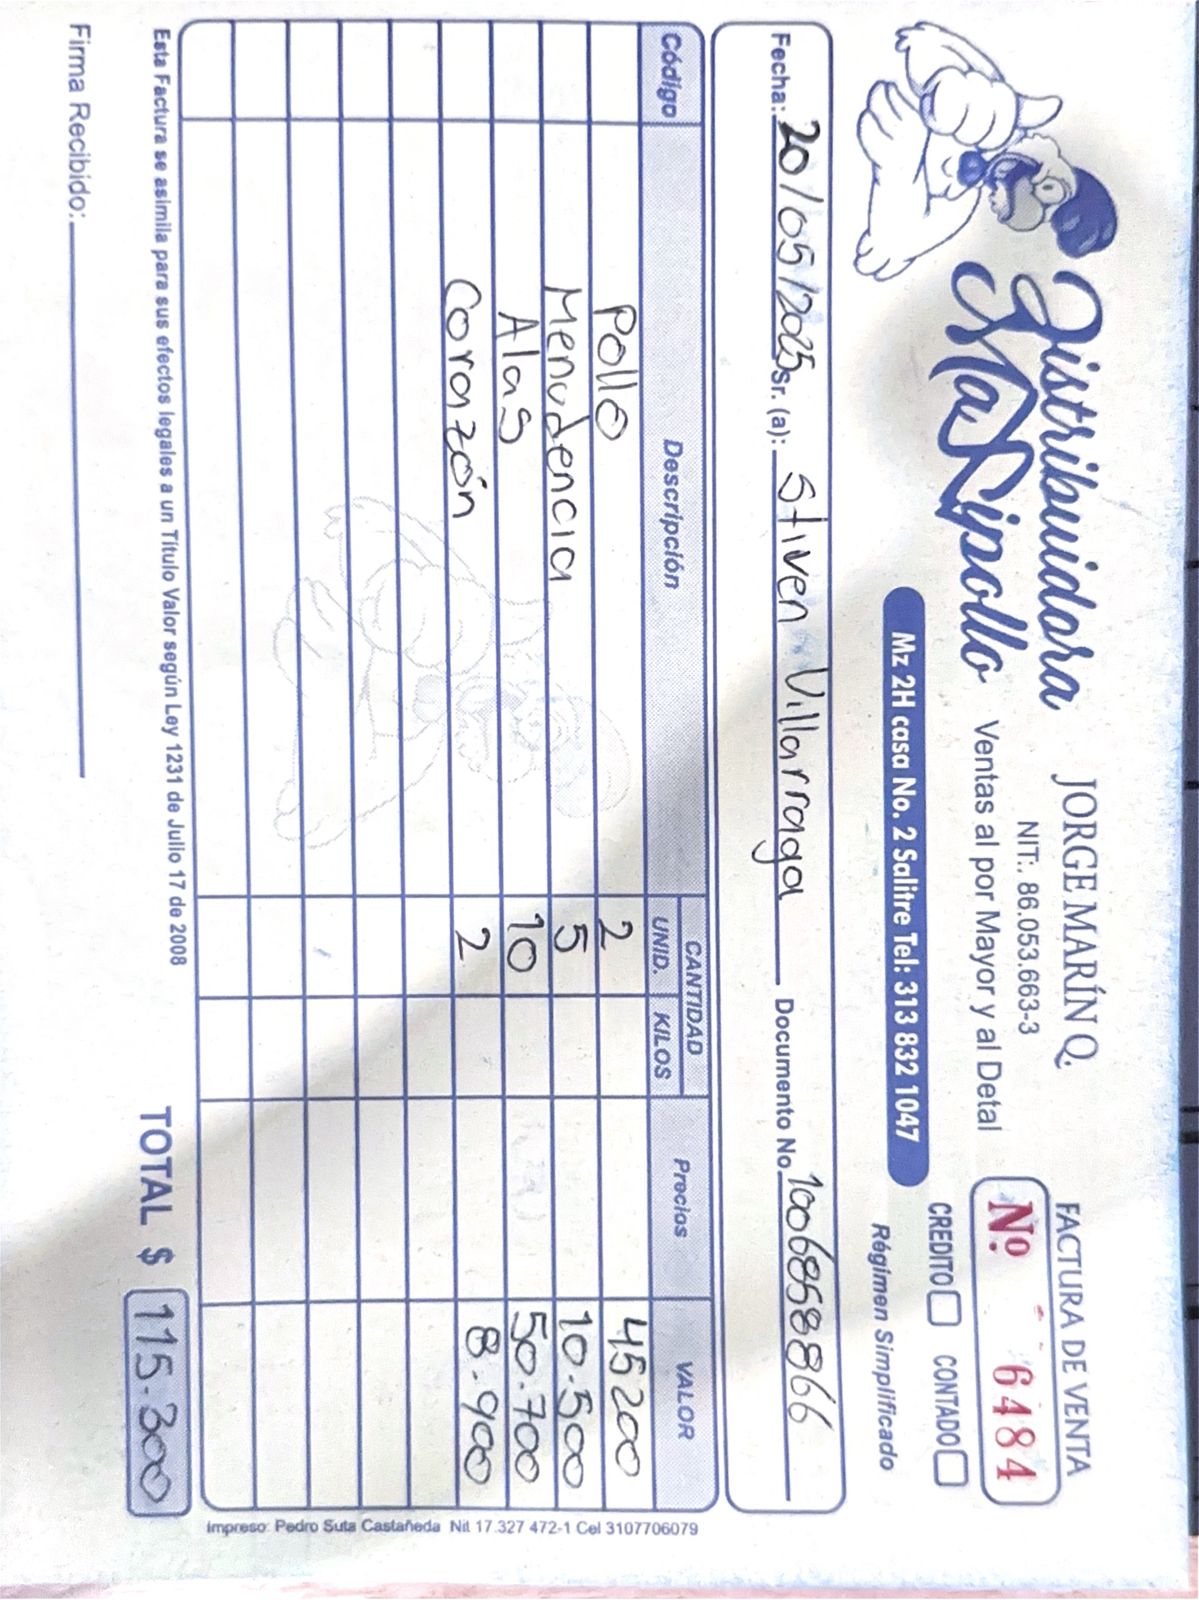 Distribuidora
Maxipollo
JORGE MARÍN Q.
NIT:. 86.053.663-3
Ventas al por Mayor y al Detal
Mz 2H casa No. 2 Salitre Tel: 313 832 1047
FACTURA DE VENTA
Nº 6484
CREDITO CONTADO
Régimen Simplificado
Fecha: 20/05/2025 Sr. (a): Stiven Villarraga Documento No. 1006858866
Código Descripción CANTIDAD UNID. KILOS Precios VALOR
Pollo 2 45200
Menudencia 5 10.500
Alas 10 50.700
Corazón 2 8.900
Esta Factura se asimila para sus efectos legales a un Título Valor según Ley 1231 de Julio 17 de 2008
TOTAL $ 115.300
Firma Recibido:
Impreso: Pedro Suta Castañeda Nit 17.327 472-1 Cel 3107706079